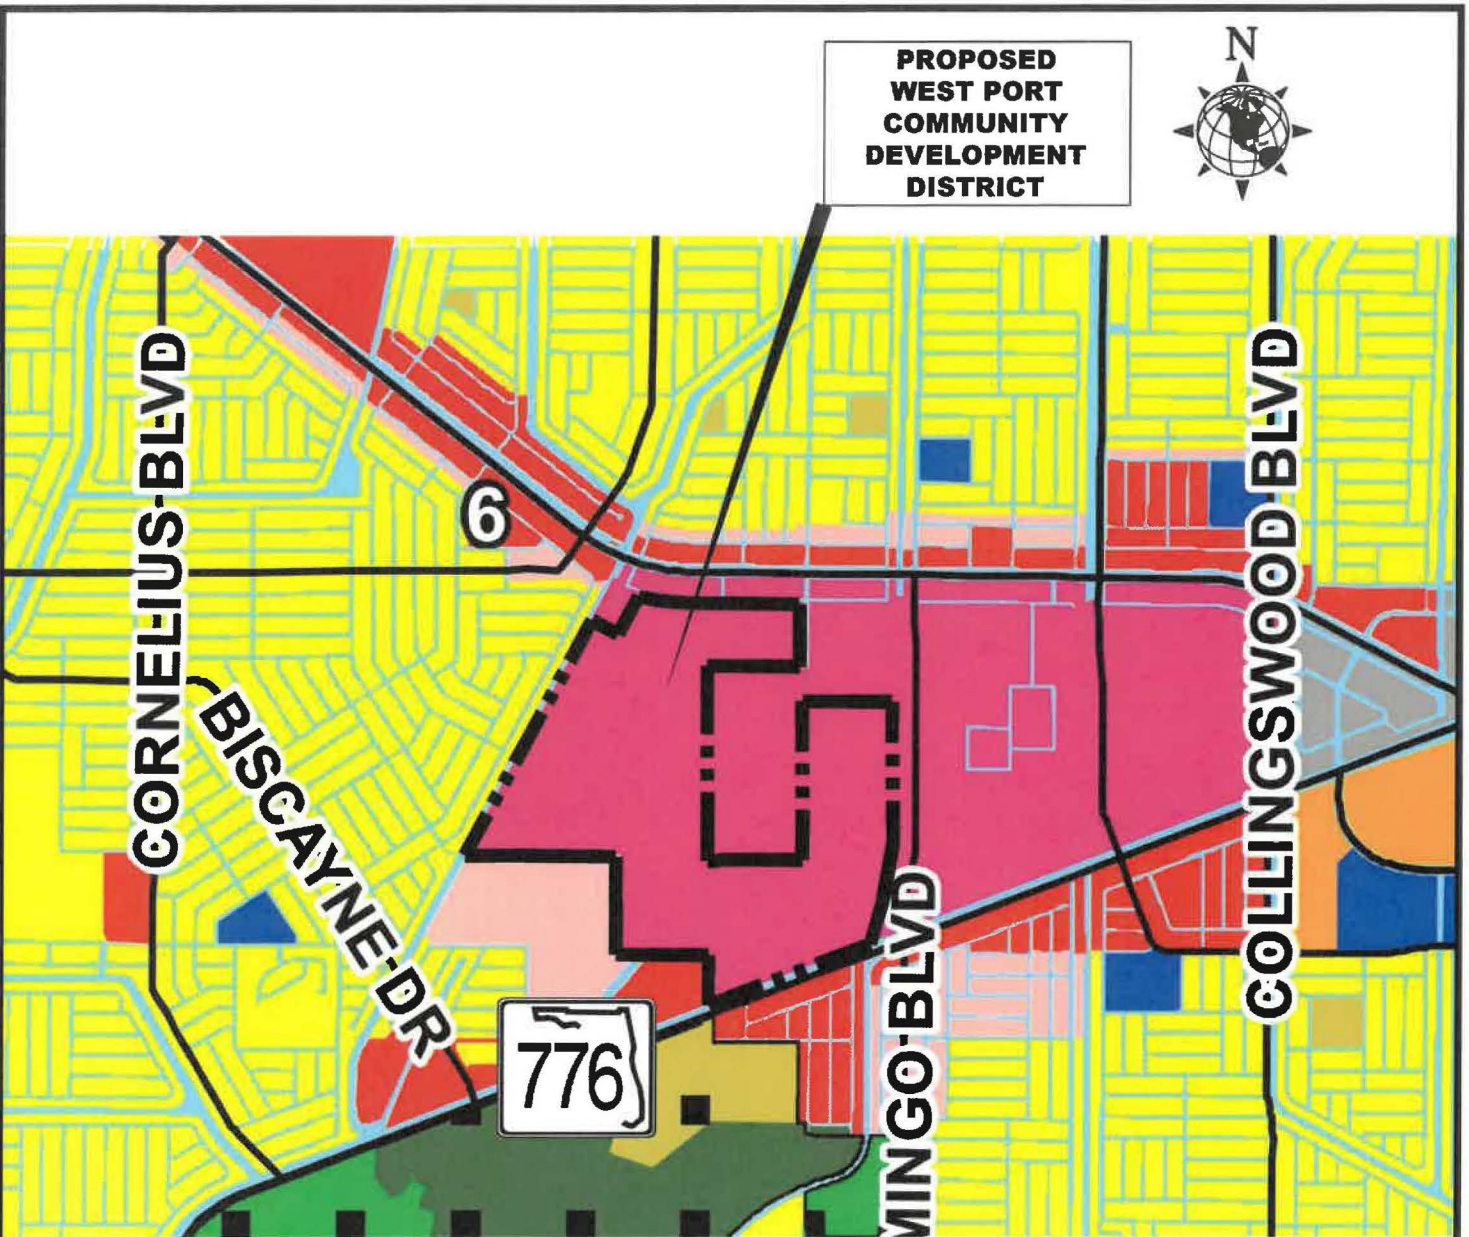 PROPOSED
WEST PORT
COMMUNITY
DEVELOPMENT
DISTRICT
N
CORNELIUS BLVD
6
COLLINGSWOOD BLVD
BISCAYNE DR
776
MINGO BLVD